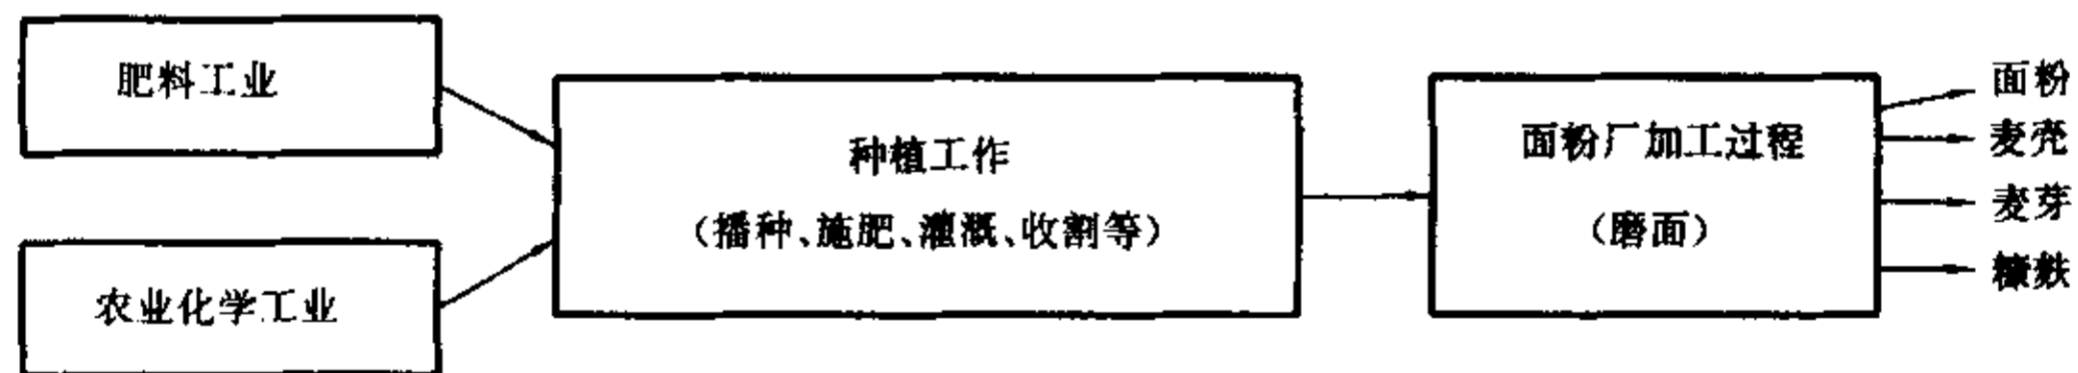 肥料工业
农业化学工业
种植工作
（播种、施肥、灌溉、收割等）
面粉厂加工过程
（磨面）
面粉
麦壳
麦芽
糠麸